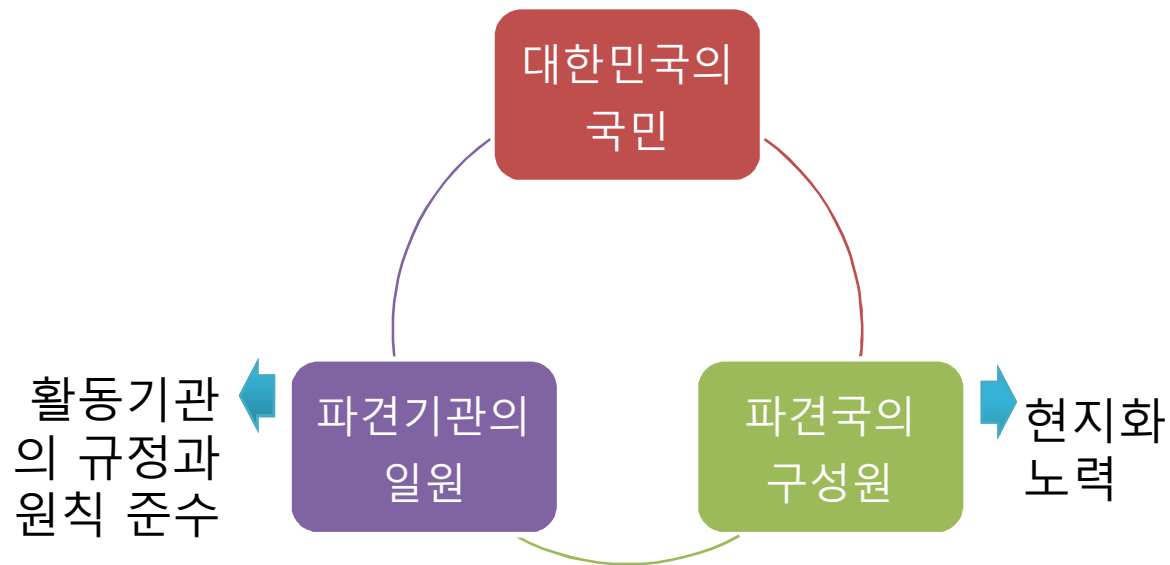 대한민국의
국민
활동기관
의 규정과
원칙 준수
파견기관의
일원
파견국의
구성원
현지화
노력